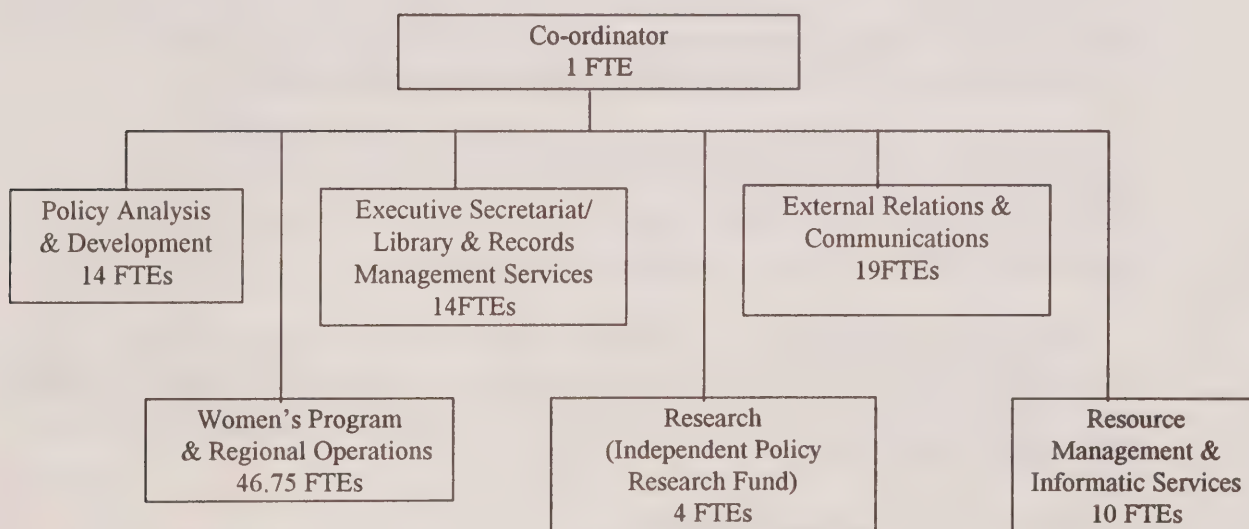 Co-ordinator
1 FTE
Policy Analysis
& Development
14 FTEs
Executive Secretariat/
Library & Records
Management Services
14FTEs
External Relations &
Communications
19FTEs
Women's Program
& Regional Operations
46.75 FTEs
Research
(Independent Policy
Research Fund)
4 FTEs
Resource
Management &
Informatic Services
10 FTEs